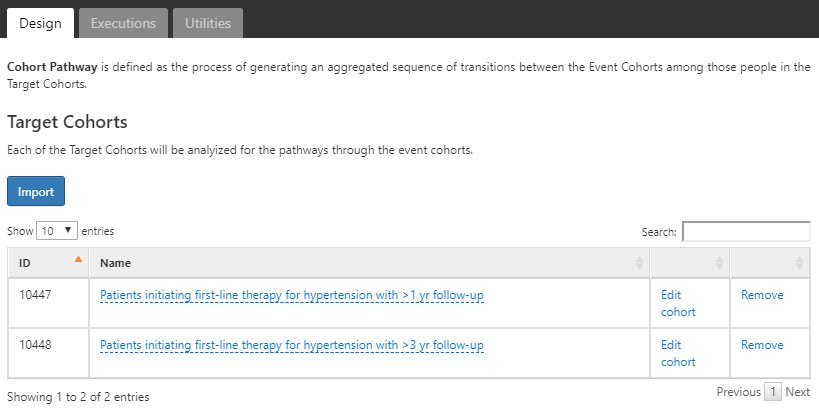 Design Executions Utilities
Cohort Pathway is defined as the process of generating an aggregated sequence of transitions between the Event Cohorts among those people in the
Target Cohorts.
Target Cohorts
Each of the Target Cohorts will be analyized for the pathways through the event cohorts.
Import
Show 10 entries Search:
ID Name
10447 Patients initiating first-line therapy for hypertension with >1 yr follow-up Edit Remove
cohort
10448 Patients initiating first-line therapy for hypertension with >3 yr follow-up Edit Remove
cohort
Showing 1 to 2 of 2 entries Previous 1 Next